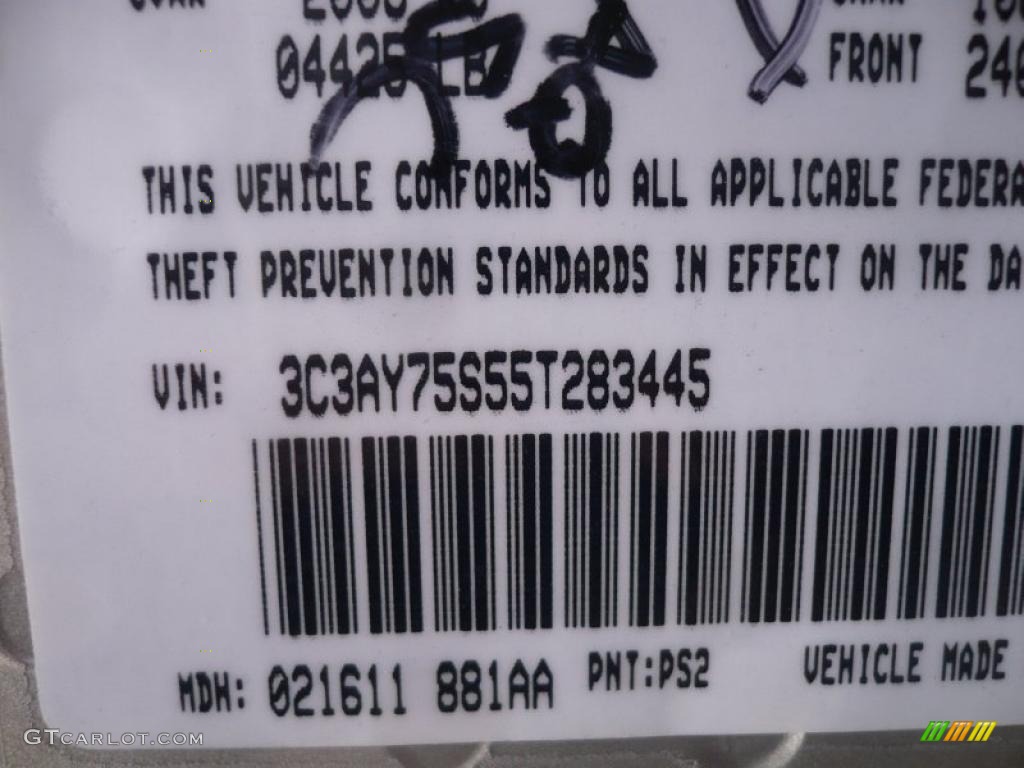 04425 LB
FRONT
THIS VEHICLE CONFORMS TO ALL APPLICABLE FEDERA
THEFT PREVENTION STANDARDS IN EFFECT ON THE DA
VIN: 3C3AY75S55T283445
MDH: 021611 881AA PNT:PS2 VEHICLE MADE
GTCARLOT.COM